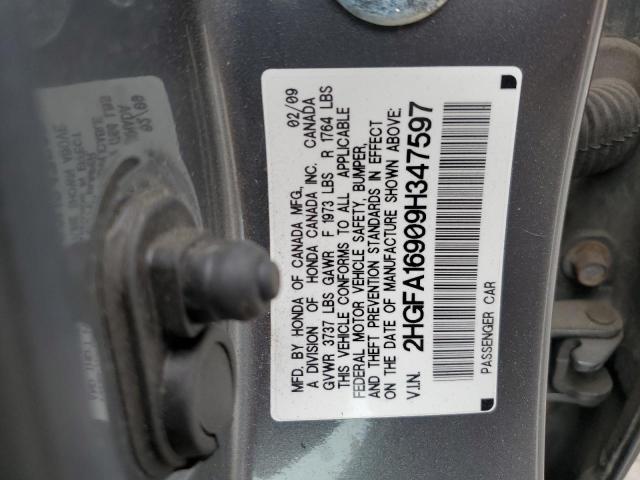 MFD. BY HONDA OF CANADA MFG., 02/09
A DIVISION OF HONDA CANADA INC. CANADA
GVWR 3737 LBS GAWR F 1973 LBS R 1764 LBS
THIS VEHICLE CONFORMS TO ALL APPLICABLE
FEDERAL MOTOR VEHICLE SAFETY, BUMPER,
AND THEFT PREVENTION STANDARDS IN EFFECT
ON THE DATE OF MANUFACTURE SHOWN ABOVE:
V.I.N. 2HGFA16909H347597
PASSENGER CAR